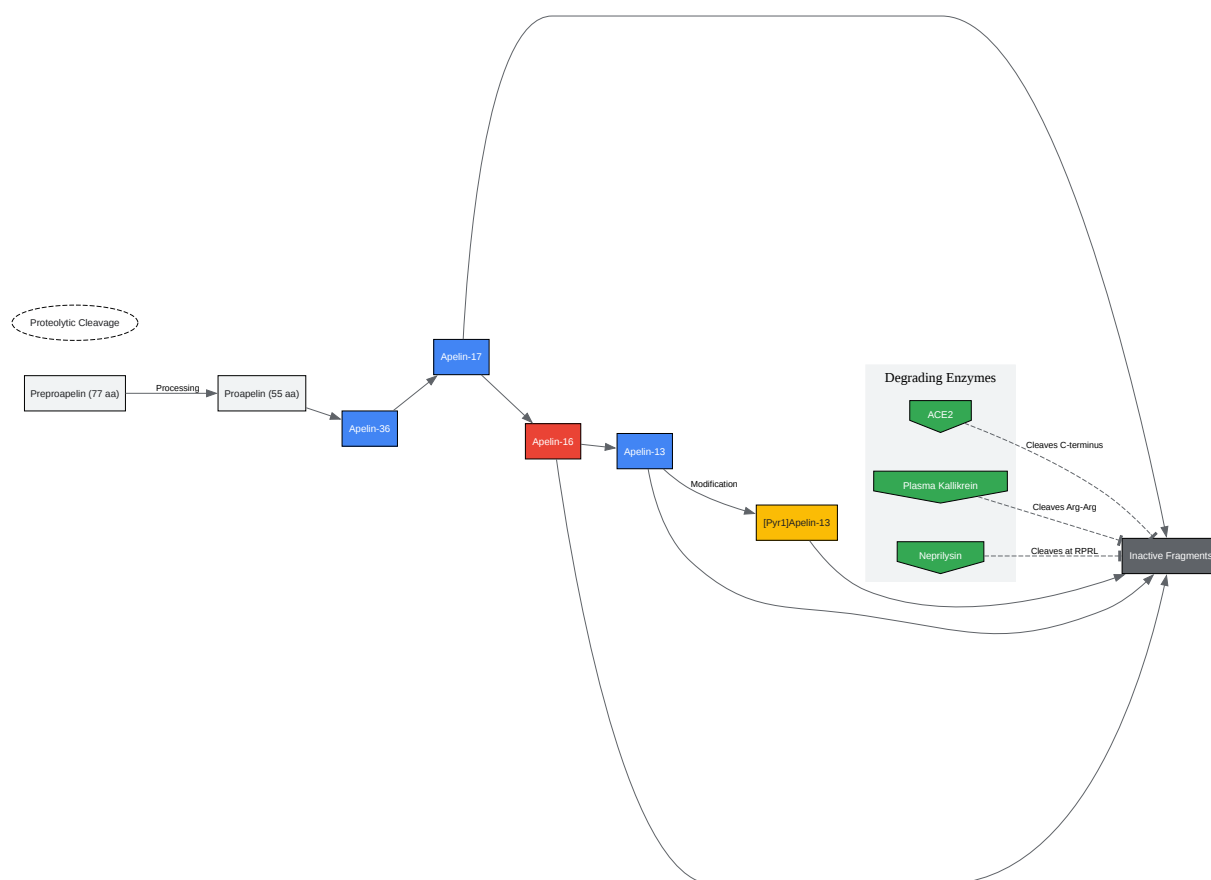 Proteolytic Cleavage
Preproapelin (77 aa)
Processing
Proapelin (55 aa)
Apelin-36
Apelin-17
Apelin-16
Apelin-13
Modification
[Pyr1]Apelin-13
Degrading Enzymes
ACE2
Cleaves C-terminus
Plasma Kallikrein
Cleaves Arg-Arg
Neprilysin
Cleaves at RPRL
Inactive Fragments